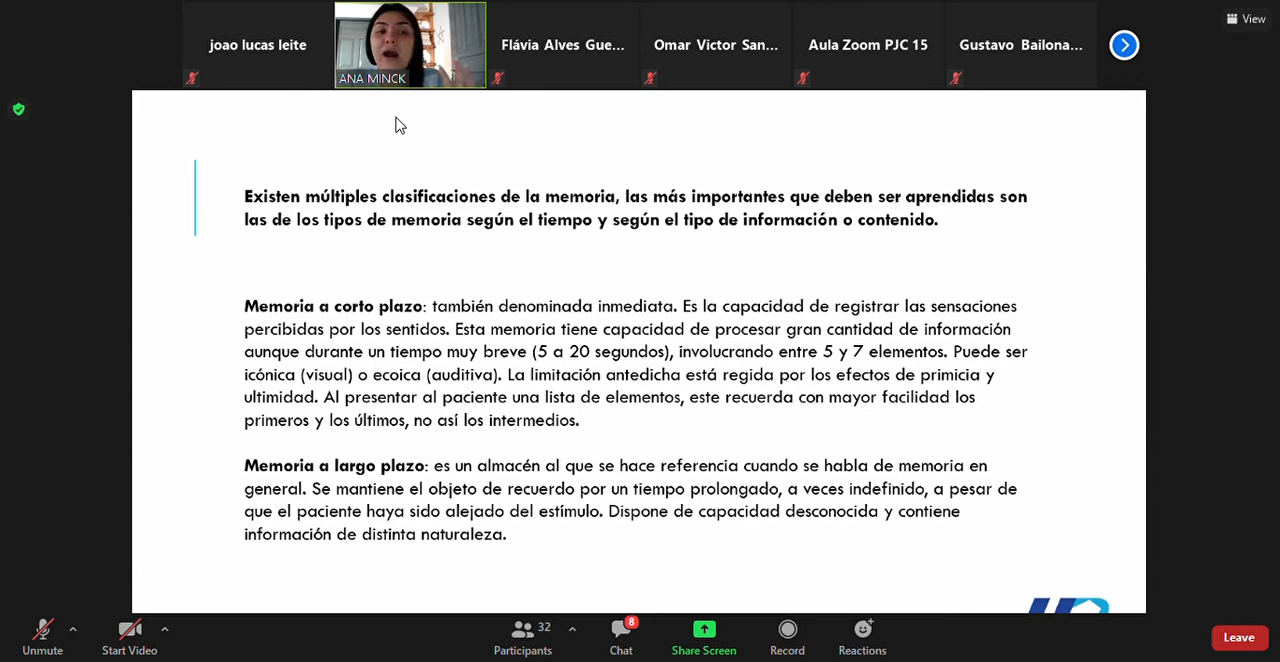 View
joao lucas leite
ANA MINCK
Flávia Alves Gue...
Omar Victor San...
Aula Zoom PJC 15
Gustavo Bailona...
Existen múltiples clasificaciones de la memoria, las más importantes que deben ser aprendidas son
las de los tipos de memoria según el tiempo y según el tipo de información o contenido.
Memoria a corto plazo: también denominada inmediata. Es la capacidad de registrar las sensaciones
percibidas por los sentidos. Esta memoria tiene capacidad de procesar gran cantidad de información
aunque durante un tiempo muy breve (5 a 20 segundos), involucrando entre 5 y 7 elementos. Puede ser
icónica (visual) o ecoica (auditiva). La limitación antedicha está regida por los efectos de primicia y
ultimidad. Al presentar al paciente una lista de elementos, este recuerda con mayor facilidad los
primeros y los últimos, no así los intermedios.
Memoria a largo plazo: es un almacén al que se hace referencia cuando se habla de memoria en
general. Se mantiene el objeto de recuerdo por un tiempo prolongado, a veces indefinido, a pesar de
que el paciente haya sido alejado del estímulo. Dispone de capacidad desconocida y contiene
información de distinta naturaleza.
Unmute
Start Video
32
Participants
8
Chat
Share Screen
Record
Reactions
Leave